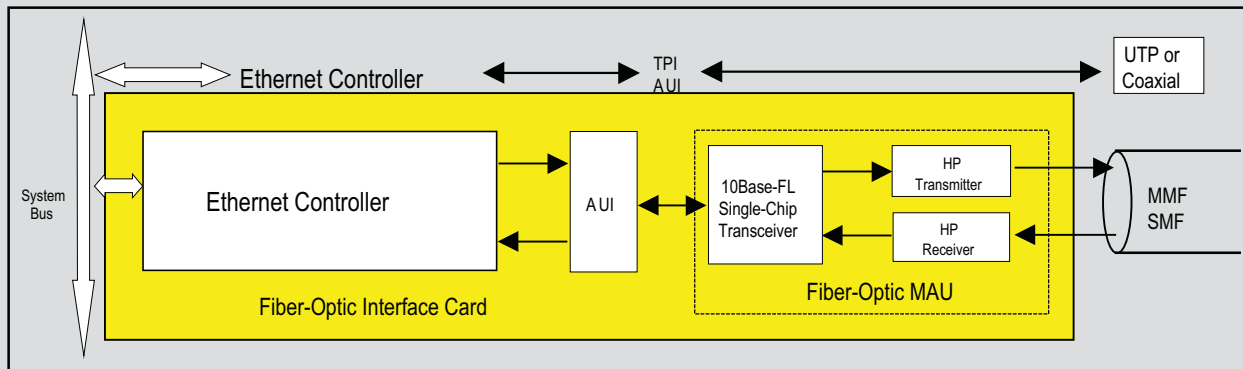 Ethernet Controller
TPI
AUI
UTP or
Coaxial
System
Bus
Ethernet Controller
AUI
10Base-FL
Single-Chip
Transceiver
HP
Transmitter
HP
Receiver
MMF
SMF
Fiber-Optic Interface Card
Fiber-Optic MAU